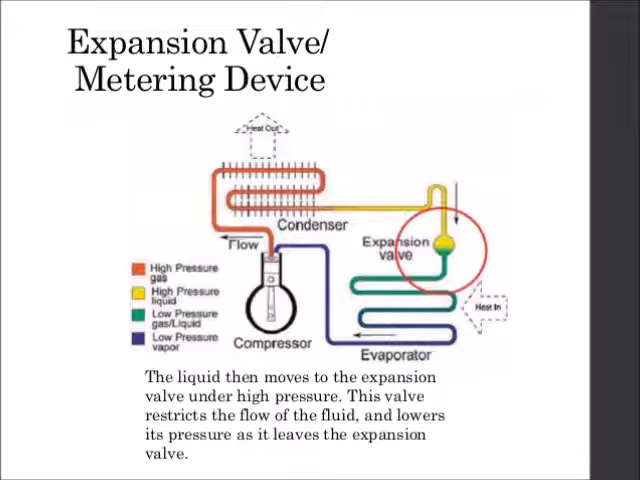 Expansion Valve/
Metering Device
Heat Out
Condenser
Flow
Expansion
valve
High Pressure
gas
High Pressure
liquid
Low Pressure
gas/Liquid
Low Pressure
vapor
Heat In
Compressor
Evaporator
The liquid then moves to the expansion
valve under high pressure. This valve
restricts the flow of the fluid, and lowers
its pressure as it leaves the expansion
valve.